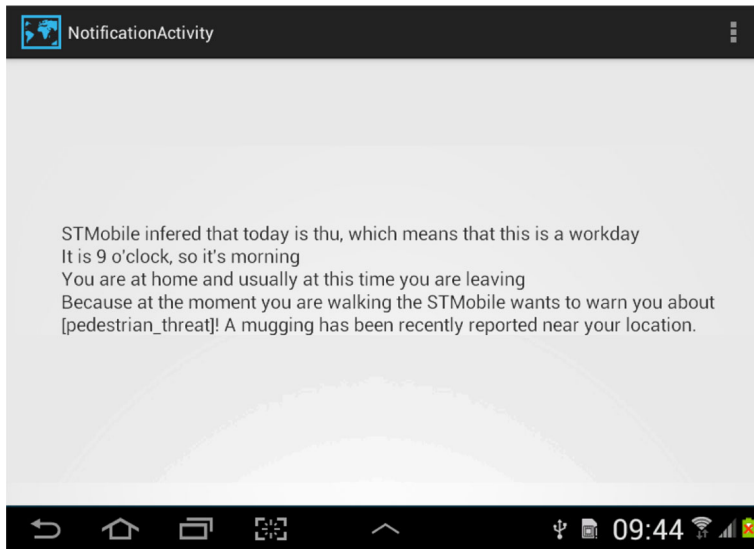 NotificationActivity
STMobile infered that today is thu, which means that this is a workday
It is 9 o'clock, so it's morning
You are at home and usually at this time you are leaving
Because at the moment you are walking the STMobile wants to warn you about
[pedestrian_threat]! A mugging has been recently reported near your location.
09:44